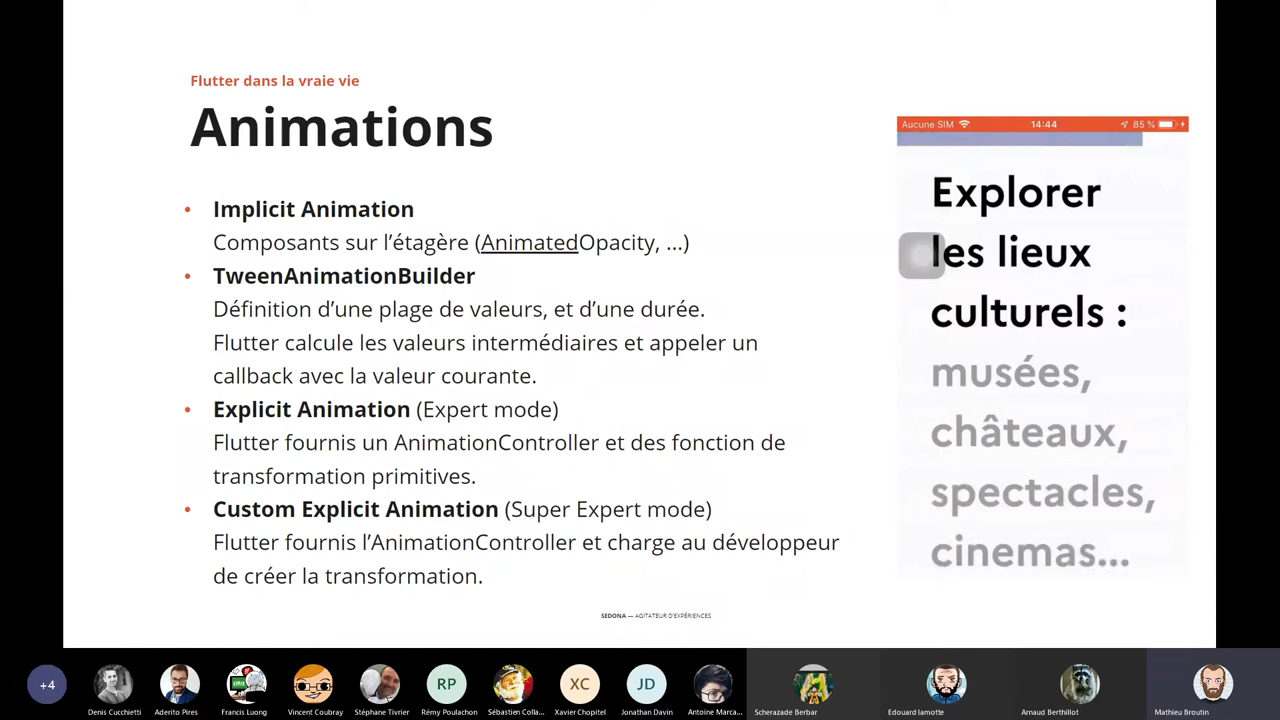 Flutter dans la vraie vie
Animations
• Implicit Animation
Composants sur l’étagère (AnimatedOpacity, ...)
• TweenAnimationBuilder
Définition d’une plage de valeurs, et d’une durée.
Flutter calcule les valeurs intermédiaires et appeler un
callback avec la valeur courante.
• Explicit Animation (Expert mode)
Flutter fournis un AnimationController et des fonction de
transformation primitives.
• Custom Explicit Animation (Super Expert mode)
Flutter fournis l’AnimationController et charge au développeur
de créer la transformation.
Aucune SIM 14:44 85 %
Explorer
les lieux
culturels :
musées,
châteaux,
spectacles,
cinemas...
SEDONA — AGITATEUR D’EXPÉRIENCES
+4 RP XC JD
Denis Cucchietti Aderito Pires Francis Luong Vincent Coubray Stéphane Tivrier Rémy Poulachon Sébastien Colla... Xavier Chopitel Jonathan Davin Antoine Marca... Scherazade Berbar Edouard lamotte Arnaud Berthillot Mathieu Broutin